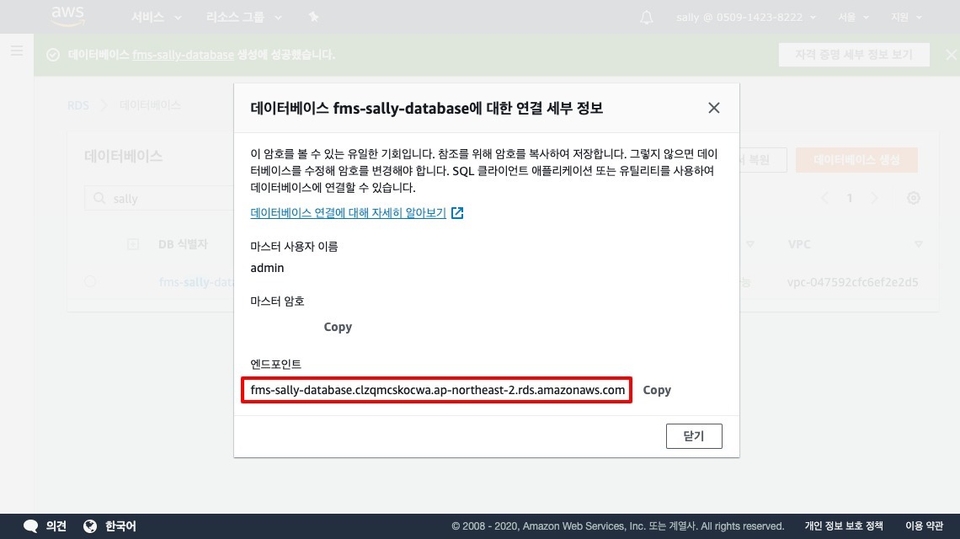 aws
서비스
리소스 그룹
sally @ 0509-1423-8222
서울
지원
데이터베이스 fms-sally-database 생성에 성공했습니다.
자격 증명 세부 정보 보기
RDS
데이터베이스
데이터베이스 fms-sally-database에 대한 연결 세부 정보
이 암호를 볼 수 있는 유일한 기회입니다. 참조를 위해 암호를 복사하여 저장합니다. 그렇지 않으면 데이
터베이스를 수정해 암호를 변경해야 합니다. SQL 클라이언트 애플리케이션 또는 유틸리티를 사용하여
데이터베이스에 연결할 수 있습니다.
데이터베이스 연결에 대해 자세히 알아보기
마스터 사용자 이름
admin
마스터 암호
Copy
엔드포인트
fms-sally-database.clzqmcskocwa.ap-northeast-2.rds.amazonaws.com
Copy
닫기
데이터베이스
복원
데이터베이스 생성
sally
1
DB 식별자
VPC
fms-sally-dat
vpc-047592cfc6ef2e2d5
의견
한국어
© 2008 - 2020, Amazon Web Services, Inc. 또는 계열사. All rights reserved.
개인 정보 보호 정책
이용 약관